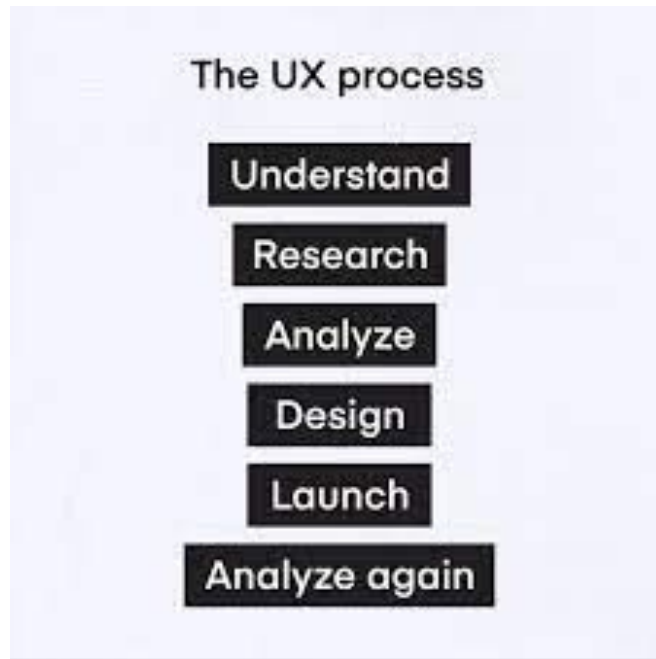 The UX process
Understand
Research
Analyze
Design
Launch
Analyze again